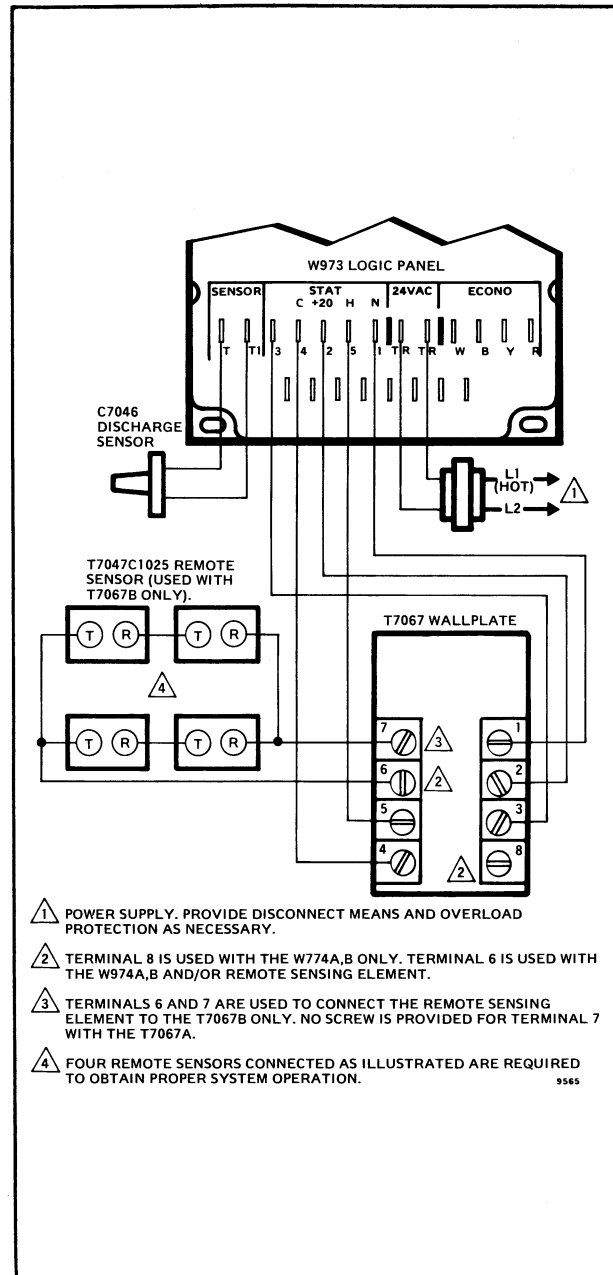 W973 LOGIC PANEL
SENSOR STAT 24VAC ECONO
C +20 H N
T T1 3 4 2 5 1 TR TR W B Y R
C7046
DISCHARGE
SENSOR
L1
(HOT)
L2
1
T7047C1025 REMOTE
SENSOR (USED WITH
T7067B ONLY).
T R T R
4
T R T R
T7067 WALLPLATE
7 3 1
6 2 2
5 3
4 2 8
1 POWER SUPPLY. PROVIDE DISCONNECT MEANS AND OVERLOAD
PROTECTION AS NECESSARY.
2 TERMINAL 8 IS USED WITH THE W774A,B ONLY. TERMINAL 6 IS USED WITH
THE W974A,B AND/OR REMOTE SENSING ELEMENT.
3 TERMINALS 6 AND 7 ARE USED TO CONNECT THE REMOTE SENSING
ELEMENT TO THE T7067B ONLY. NO SCREW IS PROVIDED FOR TERMINAL 7
WITH THE T7067A.
4 FOUR REMOTE SENSORS CONNECTED AS ILLUSTRATED ARE REQUIRED
TO OBTAIN PROPER SYSTEM OPERATION.
9565